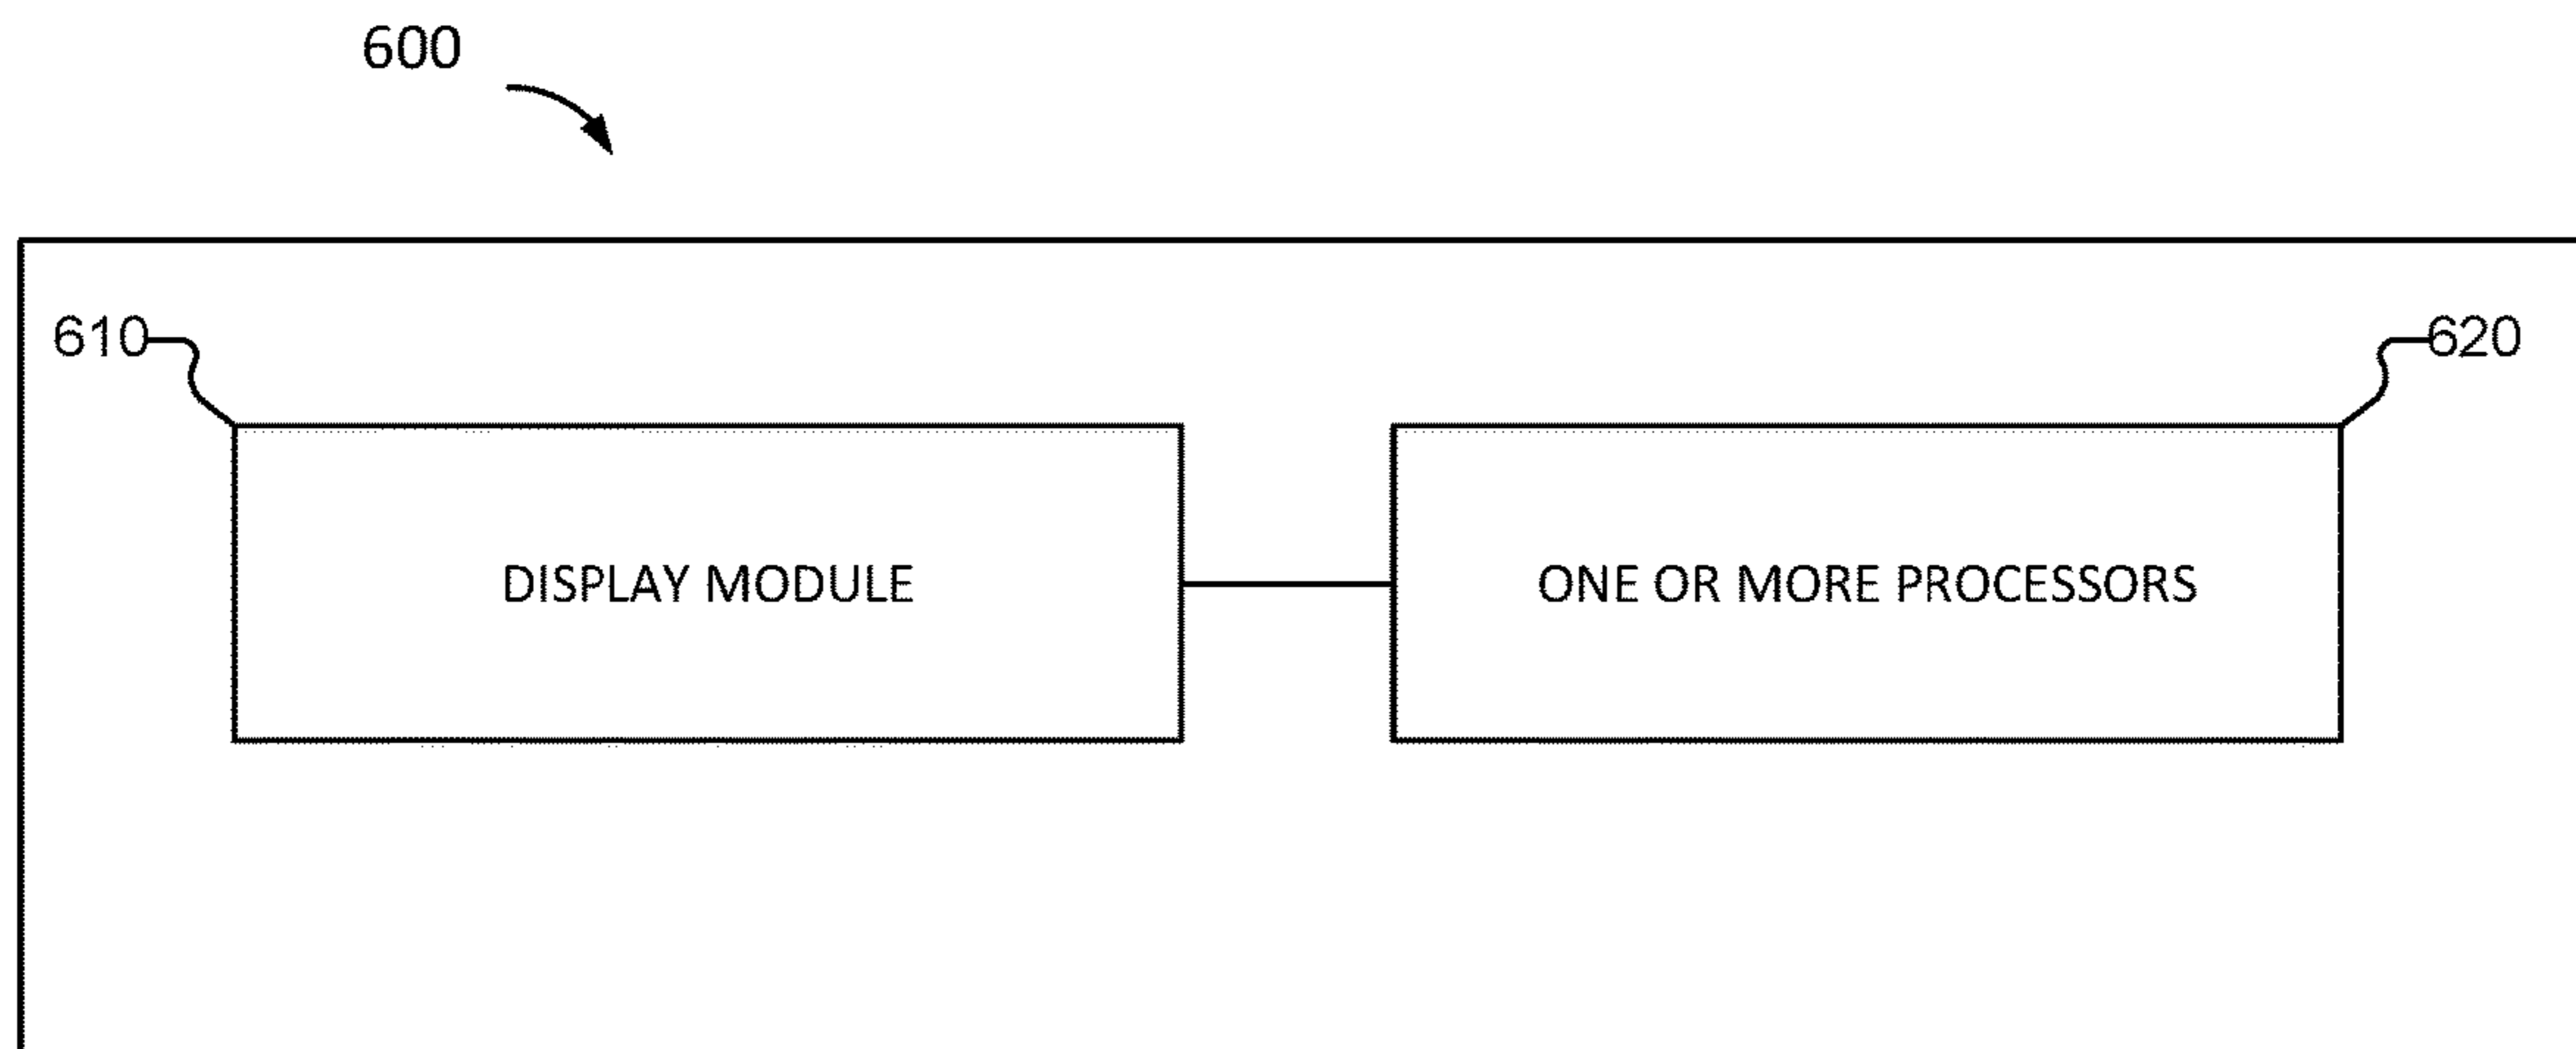 600
610
620
DISPLAY MODULE
ONE OR MORE PROCESSORS